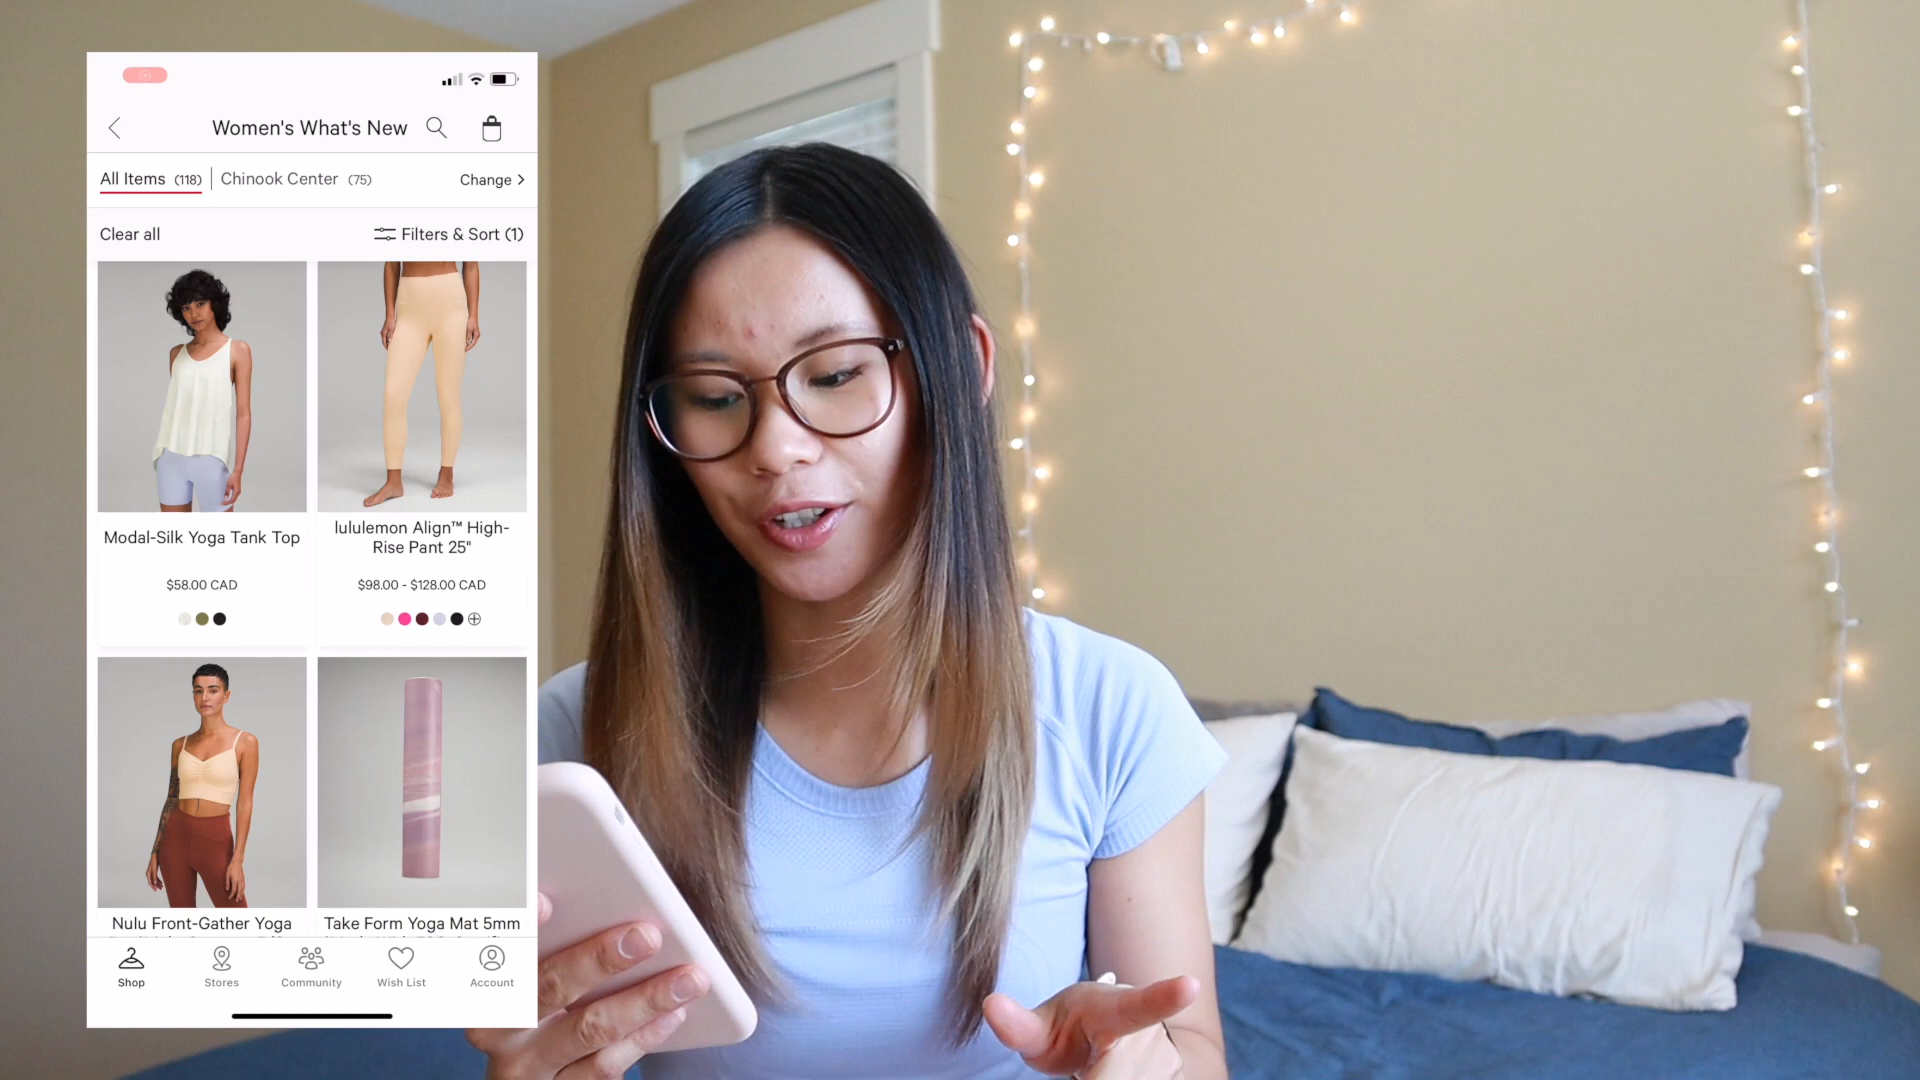 Women's What's New
All Items (118)
Chinook Center (75)
Change
Clear all
Filters & Sort (1)
Modal-Silk Yoga Tank Top
$58.00 CAD
lululemon Align™ High-
Rise Pant 25"
$98.00 - $128.00 CAD
Nulu Front-Gather Yoga
Take Form Yoga Mat 5mm
Shop
Stores
Community
Wish List
Account